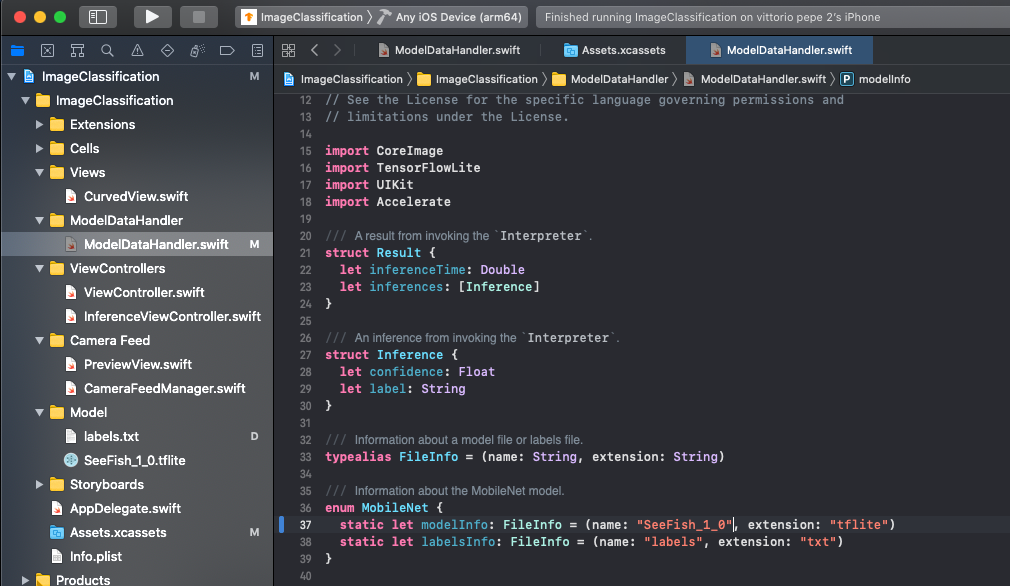 ImageClassification
Any iOS Device (arm64)
Finished running ImageClassification on vittorio pepe 2's iPhone
ModelDataHandler.swift
Assets.xcassets
ModelDataHandler.swift
ImageClassification M
ImageClassification
Extensions
Cells
Views
CurvedView.swift
ModelDataHandler
ModelDataHandler.swift M
ViewControllers
ViewController.swift
InferenceViewController.swift
Camera Feed
PreviewView.swift
CameraFeedManager.swift
Model
labels.txt D
SeeFish_1_0.tflite
Storyboards
AppDelegate.swift
Assets.xcassets M
Info.plist
Products
ImageClassification
ImageClassification
ModelDataHandler
ModelDataHandler.swift
P modelInfo
12 // See the License for the specific language governing permissions and
13 // limitations under the License.
14
15 import CoreImage
16 import TensorFlowLite
17 import UIKit
18 import Accelerate
19
20 /// A result from invoking the `Interpreter`.
21 struct Result {
22 let inferenceTime: Double
23 let inferences: [Inference]
24 }
25
26 /// An inference from invoking the `Interpreter`.
27 struct Inference {
28 let confidence: Float
29 let label: String
30 }
31
32 /// Information about a model file or labels file.
33 typealias FileInfo = (name: String, extension: String)
34
35 /// Information about the MobileNet model.
36 enum MobileNet {
37 static let modelInfo: FileInfo = (name: "SeeFish_1_0", extension: "tflite")
38 static let labelsInfo: FileInfo = (name: "labels", extension: "txt")
39 }
40